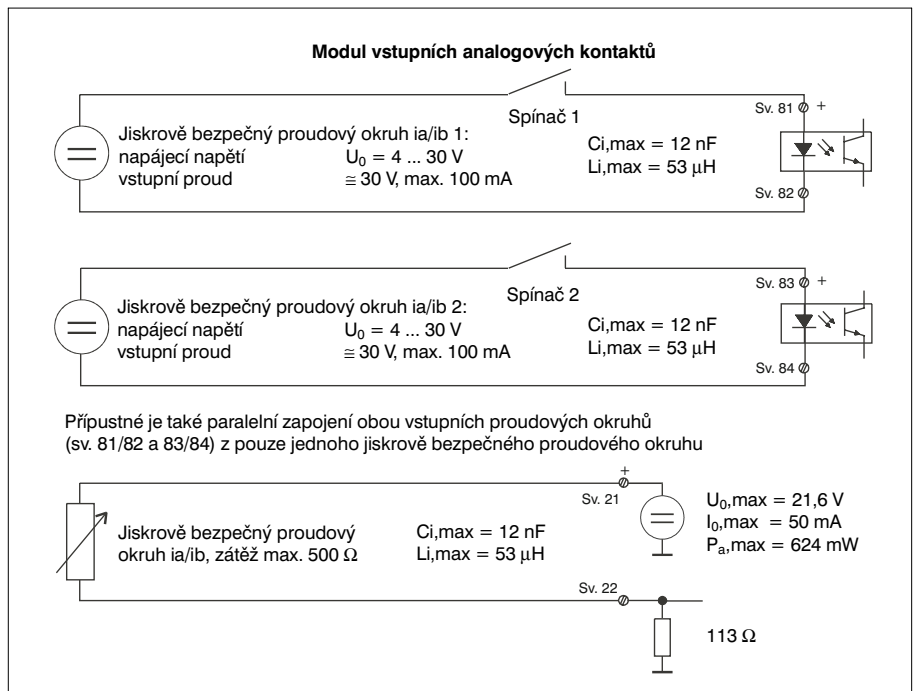 Modul vstupních analogových kontaktů
Spínač 1
Sv. 81 +
Jiskrově bezpečný proudový okruh ia/ib 1:
napájecí napětí U₀ = 4 ... 30 V
vstupní proud ≅ 30 V, max. 100 mA
Ci,max = 12 nF
Li,max = 53 µH
Sv. 82
Spínač 2
Sv. 83 +
Jiskrově bezpečný proudový okruh ia/ib 2:
napájecí napětí U₀ = 4 ... 30 V
vstupní proud ≅ 30 V, max. 100 mA
Ci,max = 12 nF
Li,max = 53 µH
Sv. 84
Přípustné je také paralelní zapojení obou vstupních proudových okruhů
(sv. 81/82 a 83/84) z pouze jednoho jiskrově bezpečného proudového okruhu
+
Sv. 21
Jiskrově bezpečný proudový
okruh ia/ib, zátěž max. 500 Ω
Ci,max = 12 nF
Li,max = 53 µH
U₀,max = 21,6 V
I₀,max = 50 mA
Pₐ,max = 624 mW
Sv. 22
113 Ω